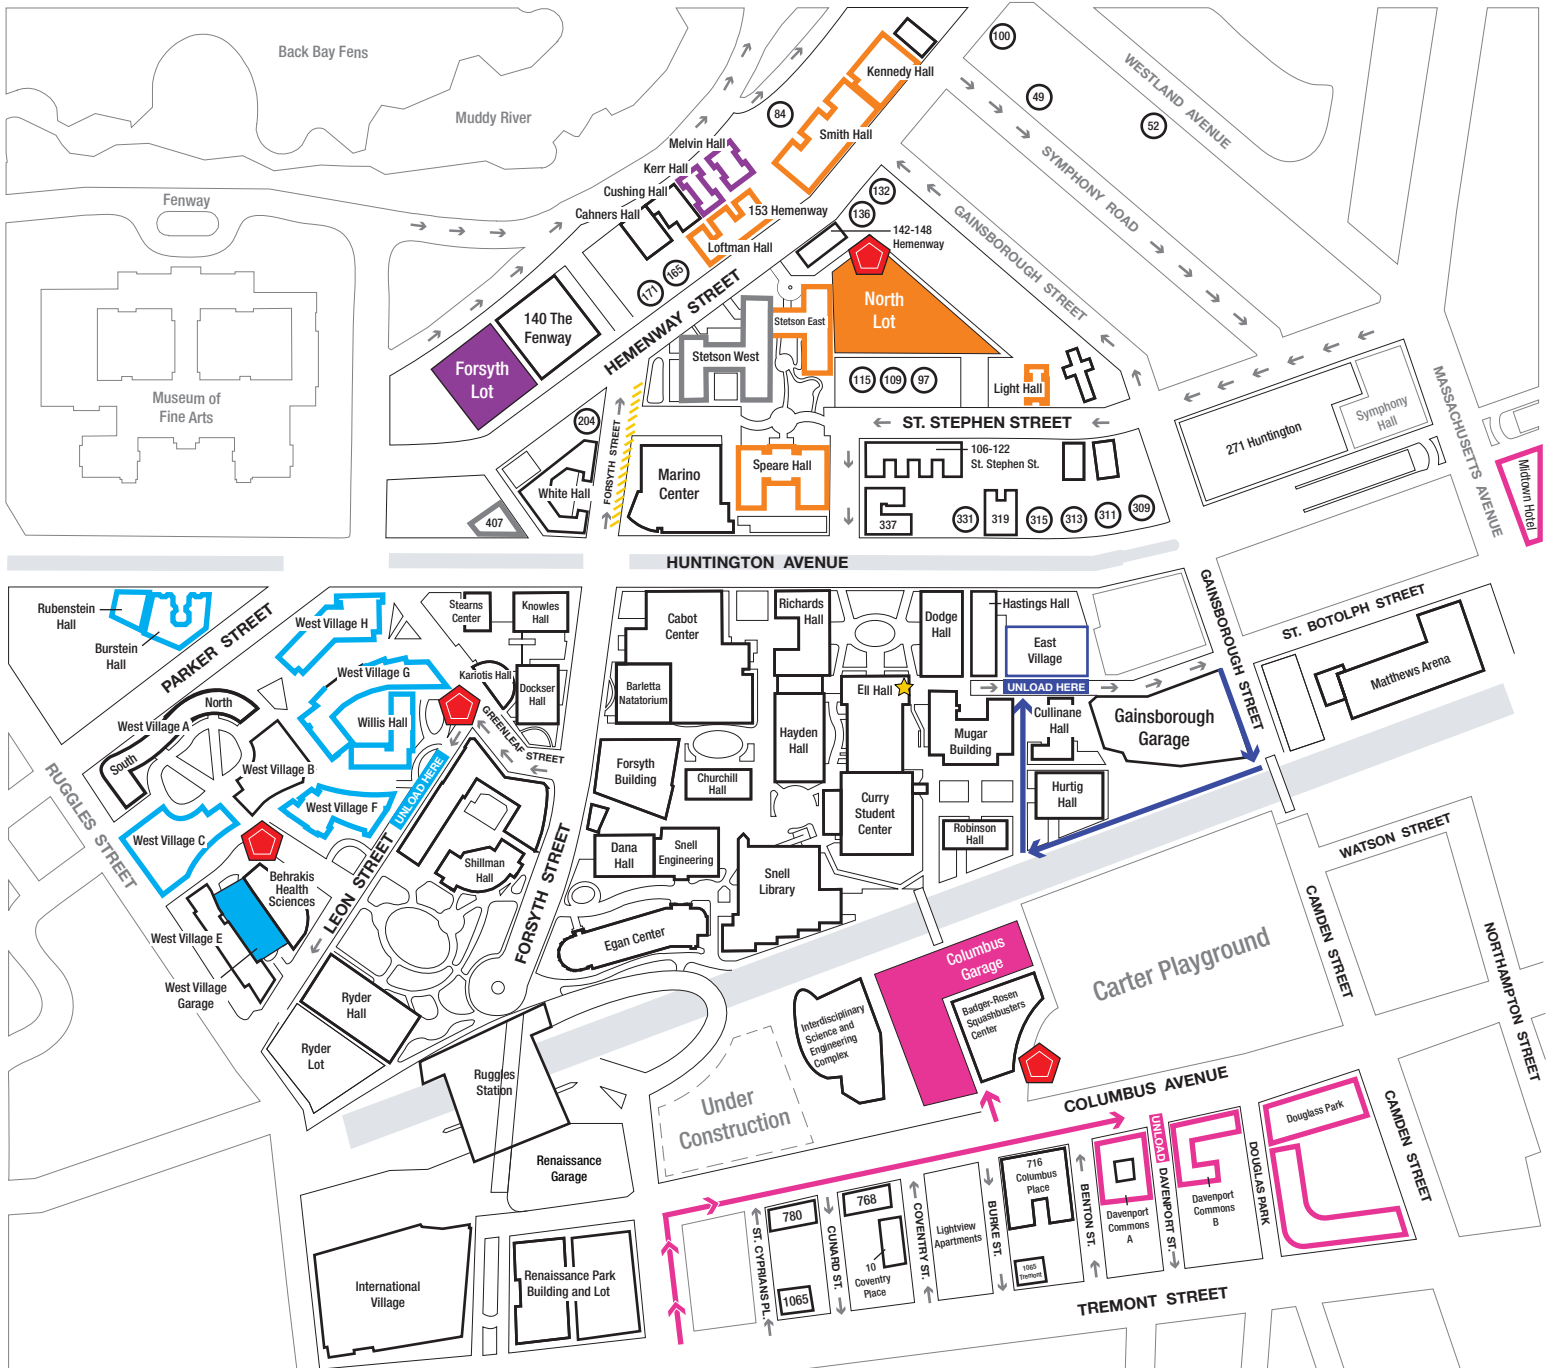 100
Back Bay Fens
Kennedy Hall
WESTLAND AVENUE
49
Muddy River
84
52
Smith Hall
Melvin Hall
SYMPHONY ROAD
Kerr Hall
Cushing Hall
132
Fenway
Cahners Hall
153 Hemenway
136
GAINSBOROUGH STREET
142-148
Hemenway
Loftman Hall
165
171
North
Lot
140 The
Fenway
HEMENWAY STREET
Stetson East
Stetson West
Forsyth
Lot
115
109
97
Light Hall
Museum of
Fine Arts
MASSACHUSETTS AVENUE
Symphony
Hall
204
ST. STEPHEN STREET
271 Huntington
FORSYTH STREET
106-122
St. Stephen St.
Speare Hall
Marino
Center
White Hall
Midtown Hotel
407
337
331
319
315
313
311
309
HUNTINGTON AVENUE
GAINSBOROUGH STREET
Rubenstein
Hall
Burstein
Hall
PARKER STREET
West Village H
Stearns
Center
Knowles
Hall
Cabot
Center
Richards
Hall
Dodge
Hall
Hastings Hall
ST. BOTOLPH STREET
East
Village
West Village G
Kariotis Hall
Dockser
Hall
Barletta
Natatorium
Ell Hall
UNLOAD HERE
Matthews Arena
North
West Village A
Willis Hall
GREENLEAF STREET
Hayden
Hall
Mugar
Building
Cullinane
Hall
Gainsborough
Garage
South
West Village B
UNLOAD HERE
Forsyth
Building
Churchill
Hall
RUGGLES STREET
West Village F
Curry
Student
Center
Hurtig
Hall
West Village C
Robinson
Hall
WATSON STREET
Dana
Hall
Snell
Engineering
Shillman
Hall
Behrakis
Health
Sciences
LEON STREET
FORSYTH STREET
Snell
Library
CAMDEN STREET
NORTHAMPTON STREET
West Village E
Egan Center
Columbus
Garage
Carter Playground
West Village
Garage
Ryder
Hall
Interdisciplinary
Science and
Engineering
Complex
Badger-Rosen
Squashbusters
Center
Ryder
Lot
Ruggles
Station
Under
Construction
COLUMBUS AVENUE
CAMDEN STREET
UNLOAD
Douglass Park
Renaissance
Garage
716
Columbus
Place
BENTON ST.
DAVENPORT ST.
DOUGLAS PARK
Davenport
Commons
A
Davenport
Commons
B
780
768
ST. CYPRIANS PL.
CUNARD ST.
COVENTRY ST.
BURKE ST.
Lightview
Apartments
10
Coventry
Place
1065
Tremont
International
Village
Renaissance Park
Building and Lot
1065
TREMONT STREET